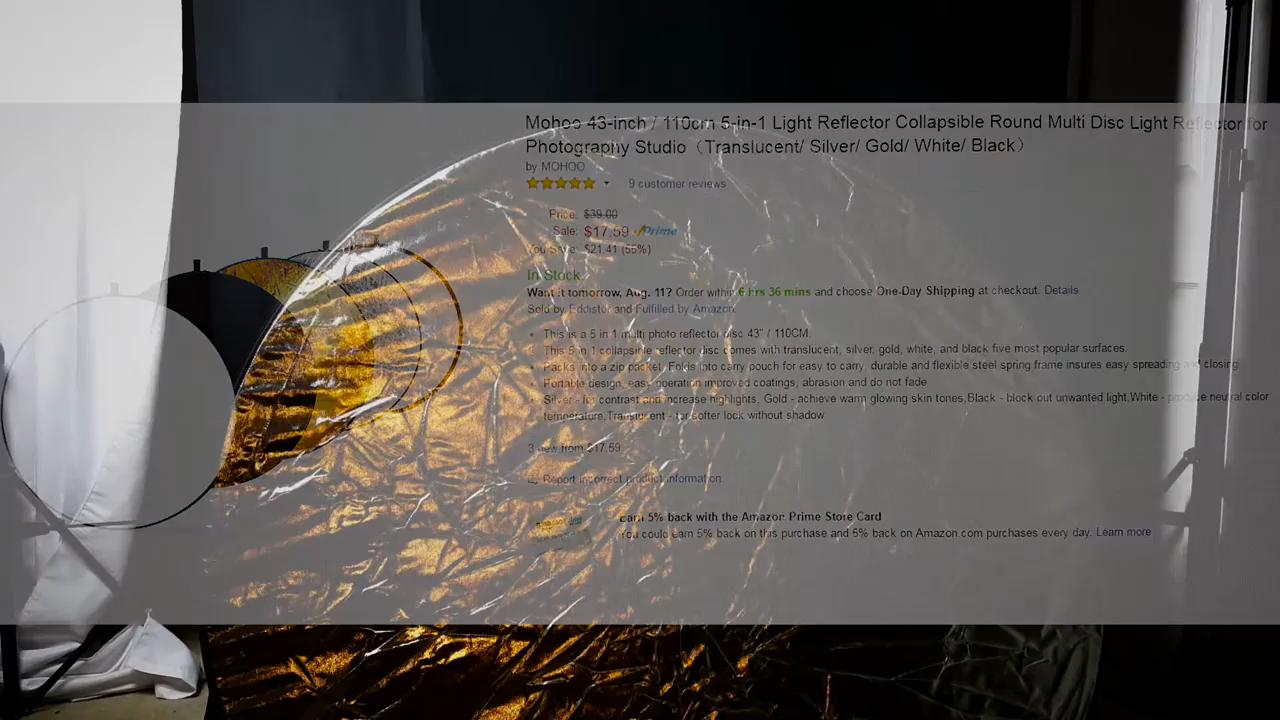 Mohoo 43-inch / 110cm 5-in-1 Light Reflector Collapsible Round Multi Disc Light Reflector for
Photography Studio（Translucent/ Silver/ Gold/ White/ Black）
by MOHOO
9 customer reviews
Price: $39.00
Sale: $17.59 Prime
You Save: $21.41 (55%)
In Stock.
Want it tomorrow, Aug. 11? Order within 6 hrs 36 mins and choose One-Day Shipping at checkout. Details
Sold by Eddistor and Fulfilled by Amazon.
This is a 5 in 1 multi photo reflector disc 43" / 110CM.
This 5 in 1 collapsible reflector disc comes with translucent, silver, gold, white, and black five most popular surfaces.
Packs into a zip packet, Folds into carry pouch for easy to carry, durable and flexible steel spring frame insures easy spreading and closing
Portable design, easy operation improved coatings, abrasion and do not fade
Silver - for contrast and increase highlights, Gold - achieve warm glowing skin tones,Black - block out unwanted light,White - produce neutral color
temperature,Translucent - for softer lock without shadow
3 new from $17.59
Report incorrect product information.
Earn 5% back with the Amazon Prime Store Card
You could earn 5% back on this purchase and 5% back on Amazon.com purchases every day. Learn more